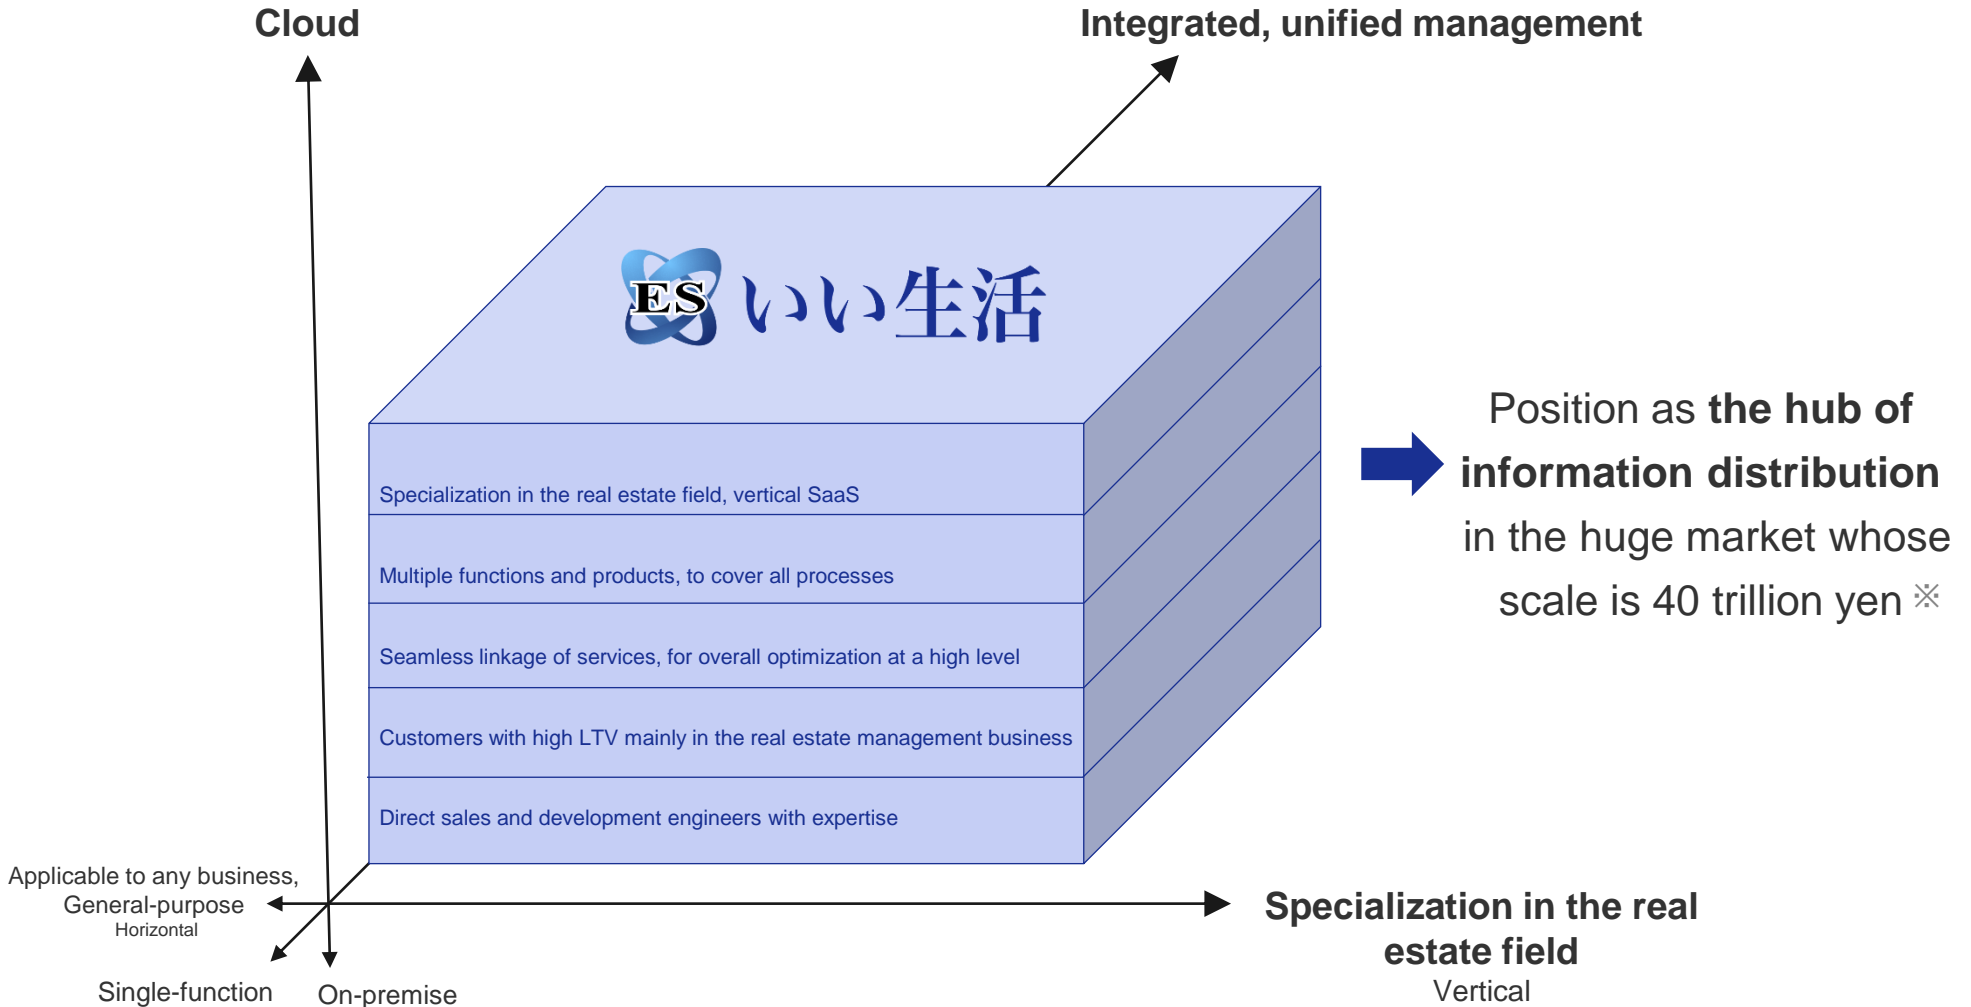 Cloud
Integrated, unified management
ES いい生活
Specialization in the real estate field, vertical SaaS
Multiple functions and products, to cover all processes
Seamless linkage of services, for overall optimization at a high level
Customers with high LTV mainly in the real estate management business
Direct sales and development engineers with expertise
Position as the hub of
information distribution
in the huge market whose
scale is 40 trillion yen ※
Applicable to any business,
General-purpose
Horizontal
Single-function
On-premise
Specialization in the real
estate field
Vertical